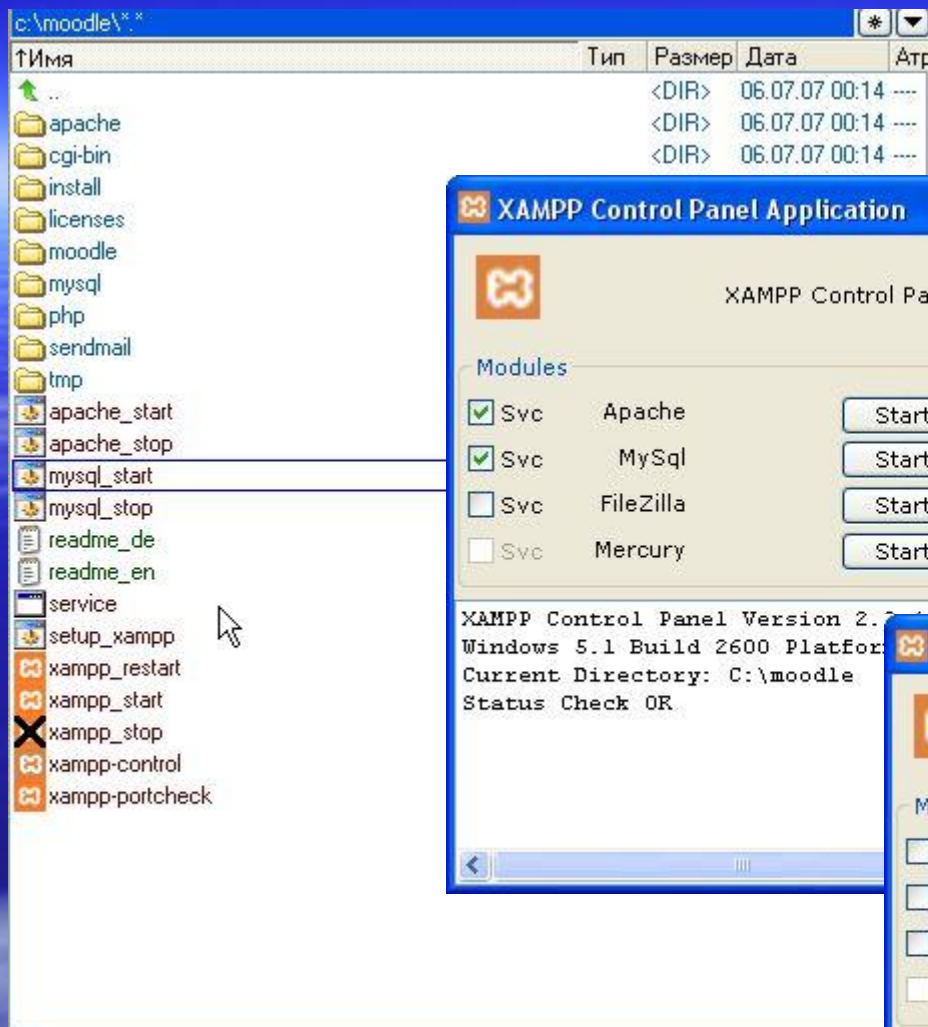 c:\moodle\*.*
↑Имя Тип Размер Дата Атр
.. <DIR> 06.07.07 00:14 ----
apache <DIR> 06.07.07 00:14 ----
cgi-bin <DIR> 06.07.07 00:14 ----
install
licenses
moodle
mysql
php
sendmail
tmp
apache_start
apache_stop
mysql_start
mysql_stop
readme_de
readme_en
service
setup_xampp
xampp_restart
xampp_start
xampp_stop
xampp-control
xampp-portcheck
XAMPP Control Panel Application
XAMPP Control Pa
Modules
Svc Apache Start
Svc MySql Start
Svc FileZilla Start
Svc Mercury Start
XAMPP Control Panel Version 2.
Windows 5.1 Build 2600 Platfor
Current Directory: C:\moodle
Status Check OK
M